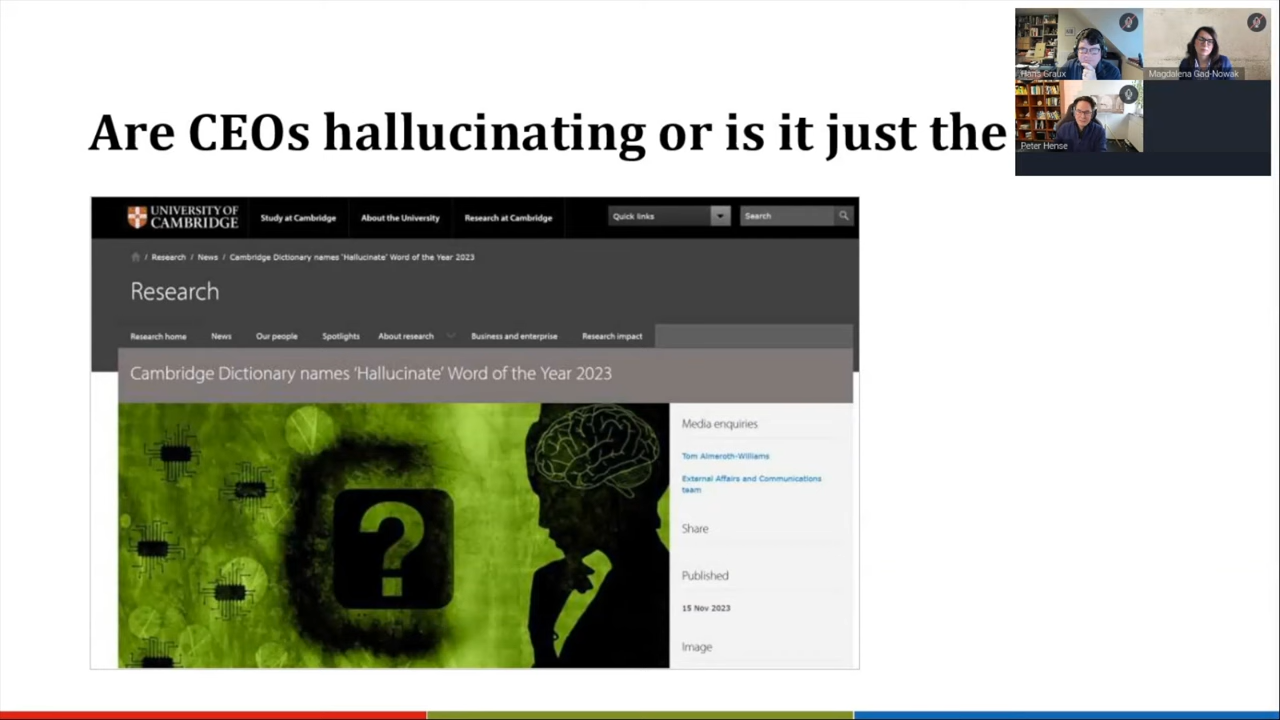 Are CEOs hallucinating or is it just the
Hans Graux
Magdalena Gad-Nowak
Peter Hense
UNIVERSITY OF
CAMBRIDGE
Study at Cambridge
About the University
Research at Cambridge
Quick links
Search
/ Research / News / Cambridge Dictionary names 'Hallucinate' Word of the Year 2023
Research
Research home
News
Our people
Spotlights
About research
Business and enterprise
Research impact
Cambridge Dictionary names ‘Hallucinate’ Word of the Year 2023
?
Media enquiries
Tom Almeroth-Williams
External Affairs and Communications
team
Share
Published
15 Nov 2023
Image